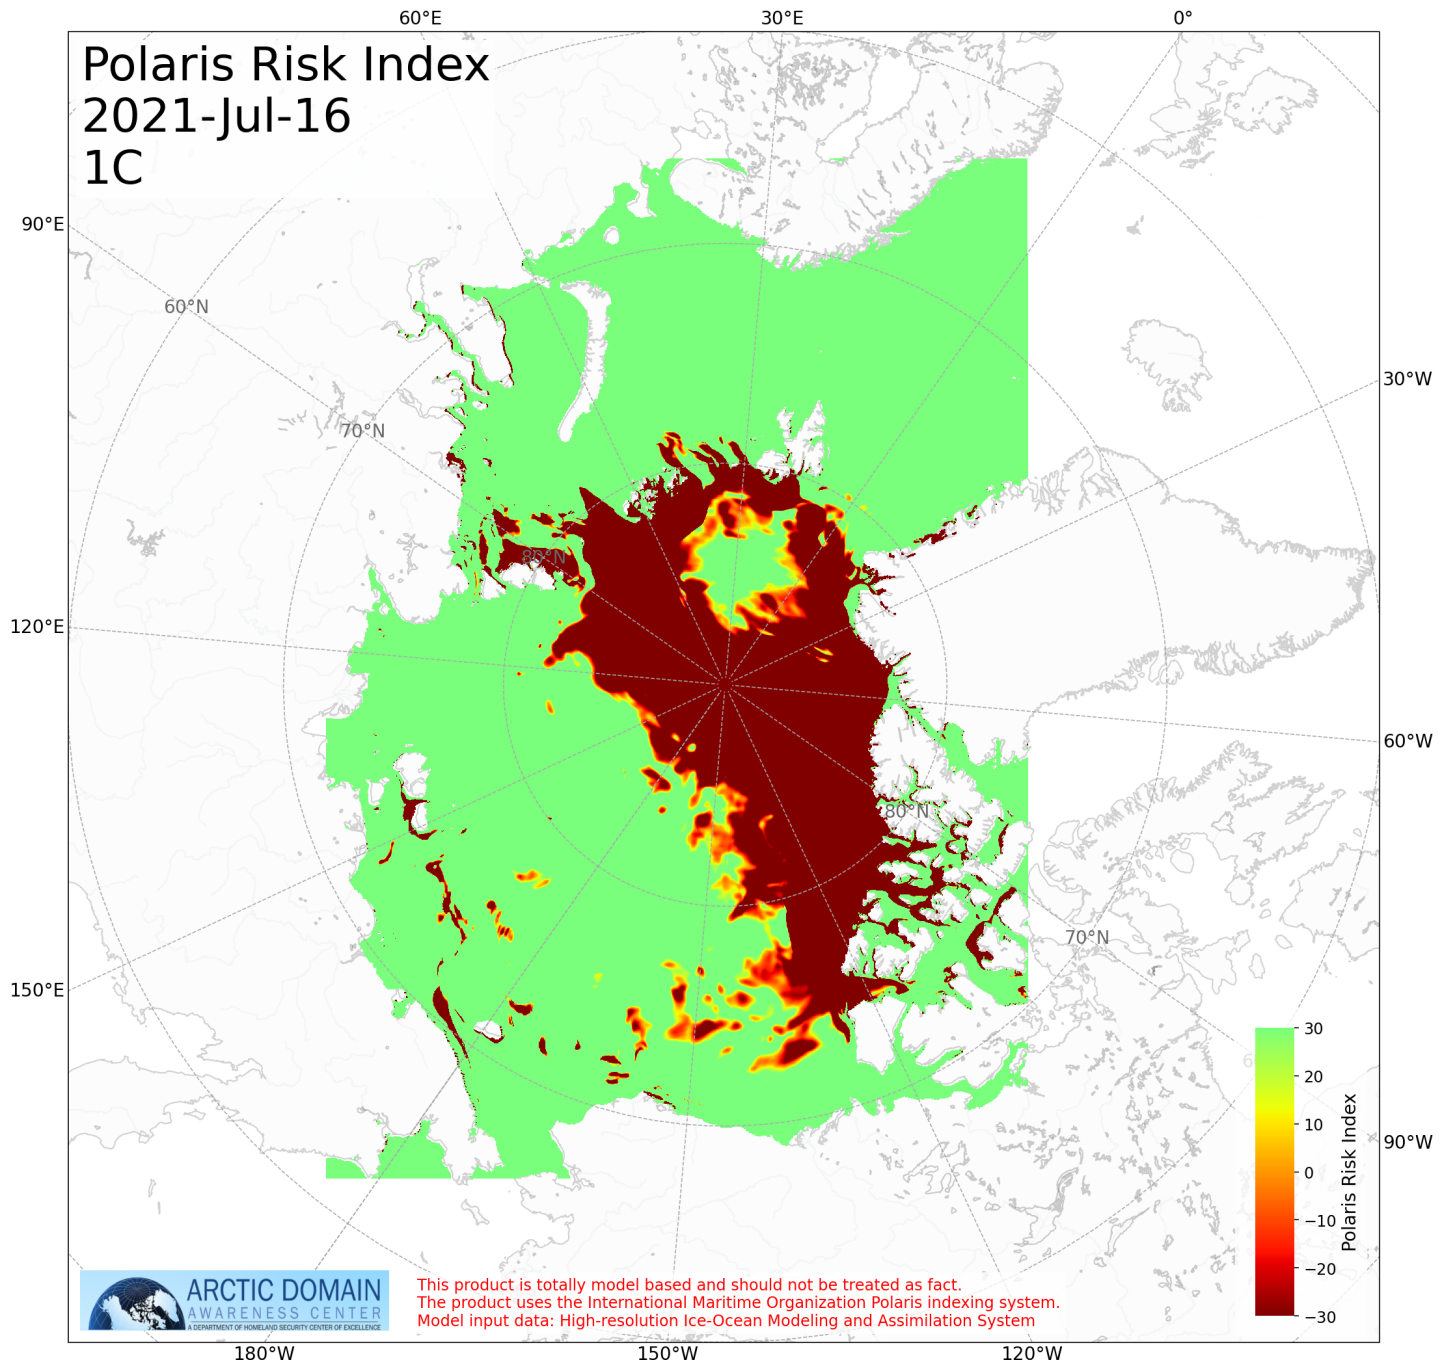 60°E 30°E 0°
Polaris Risk Index
2021-Jul-16
1C
90°E
60°N
30°W
70°N
80°N
120°E
60°W
80°N
70°N
150°E
30
20
10
0
−10
−20
−30
Polaris Risk Index
90°W
ARCTIC DOMAIN
AWARENESS CENTER
A DEPARTMENT OF HOMELAND SECURITY CENTER OF EXCELLENCE
This product is totally model based and should not be treated as fact.
The product uses the International Maritime Organization Polaris indexing system.
Model input data: High-resolution Ice-Ocean Modeling and Assimilation System
180°W 150°W 120°W